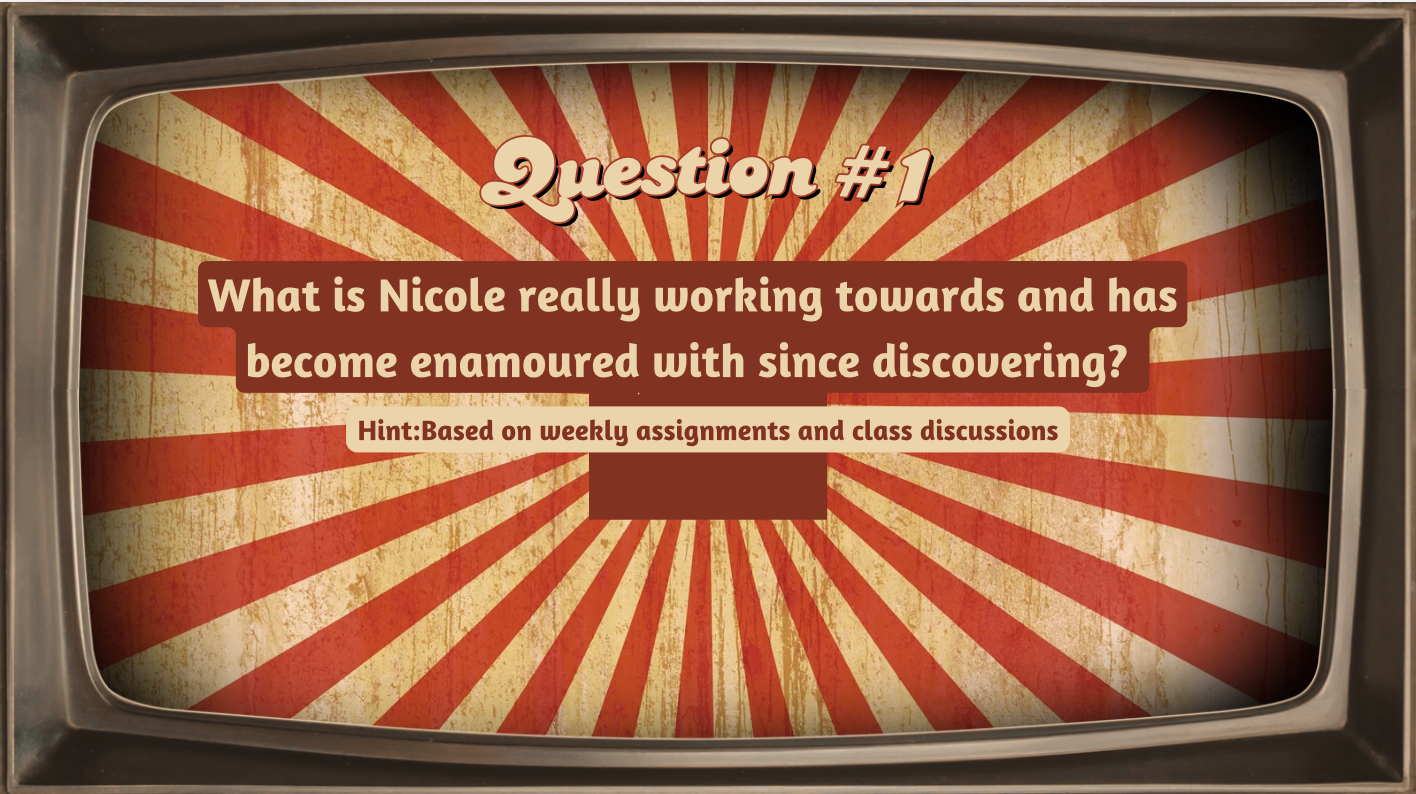 Question #1
What is Nicole really working towards and has
become enamoured with since discovering?
Hint:Based on weekly assignments and class discussions